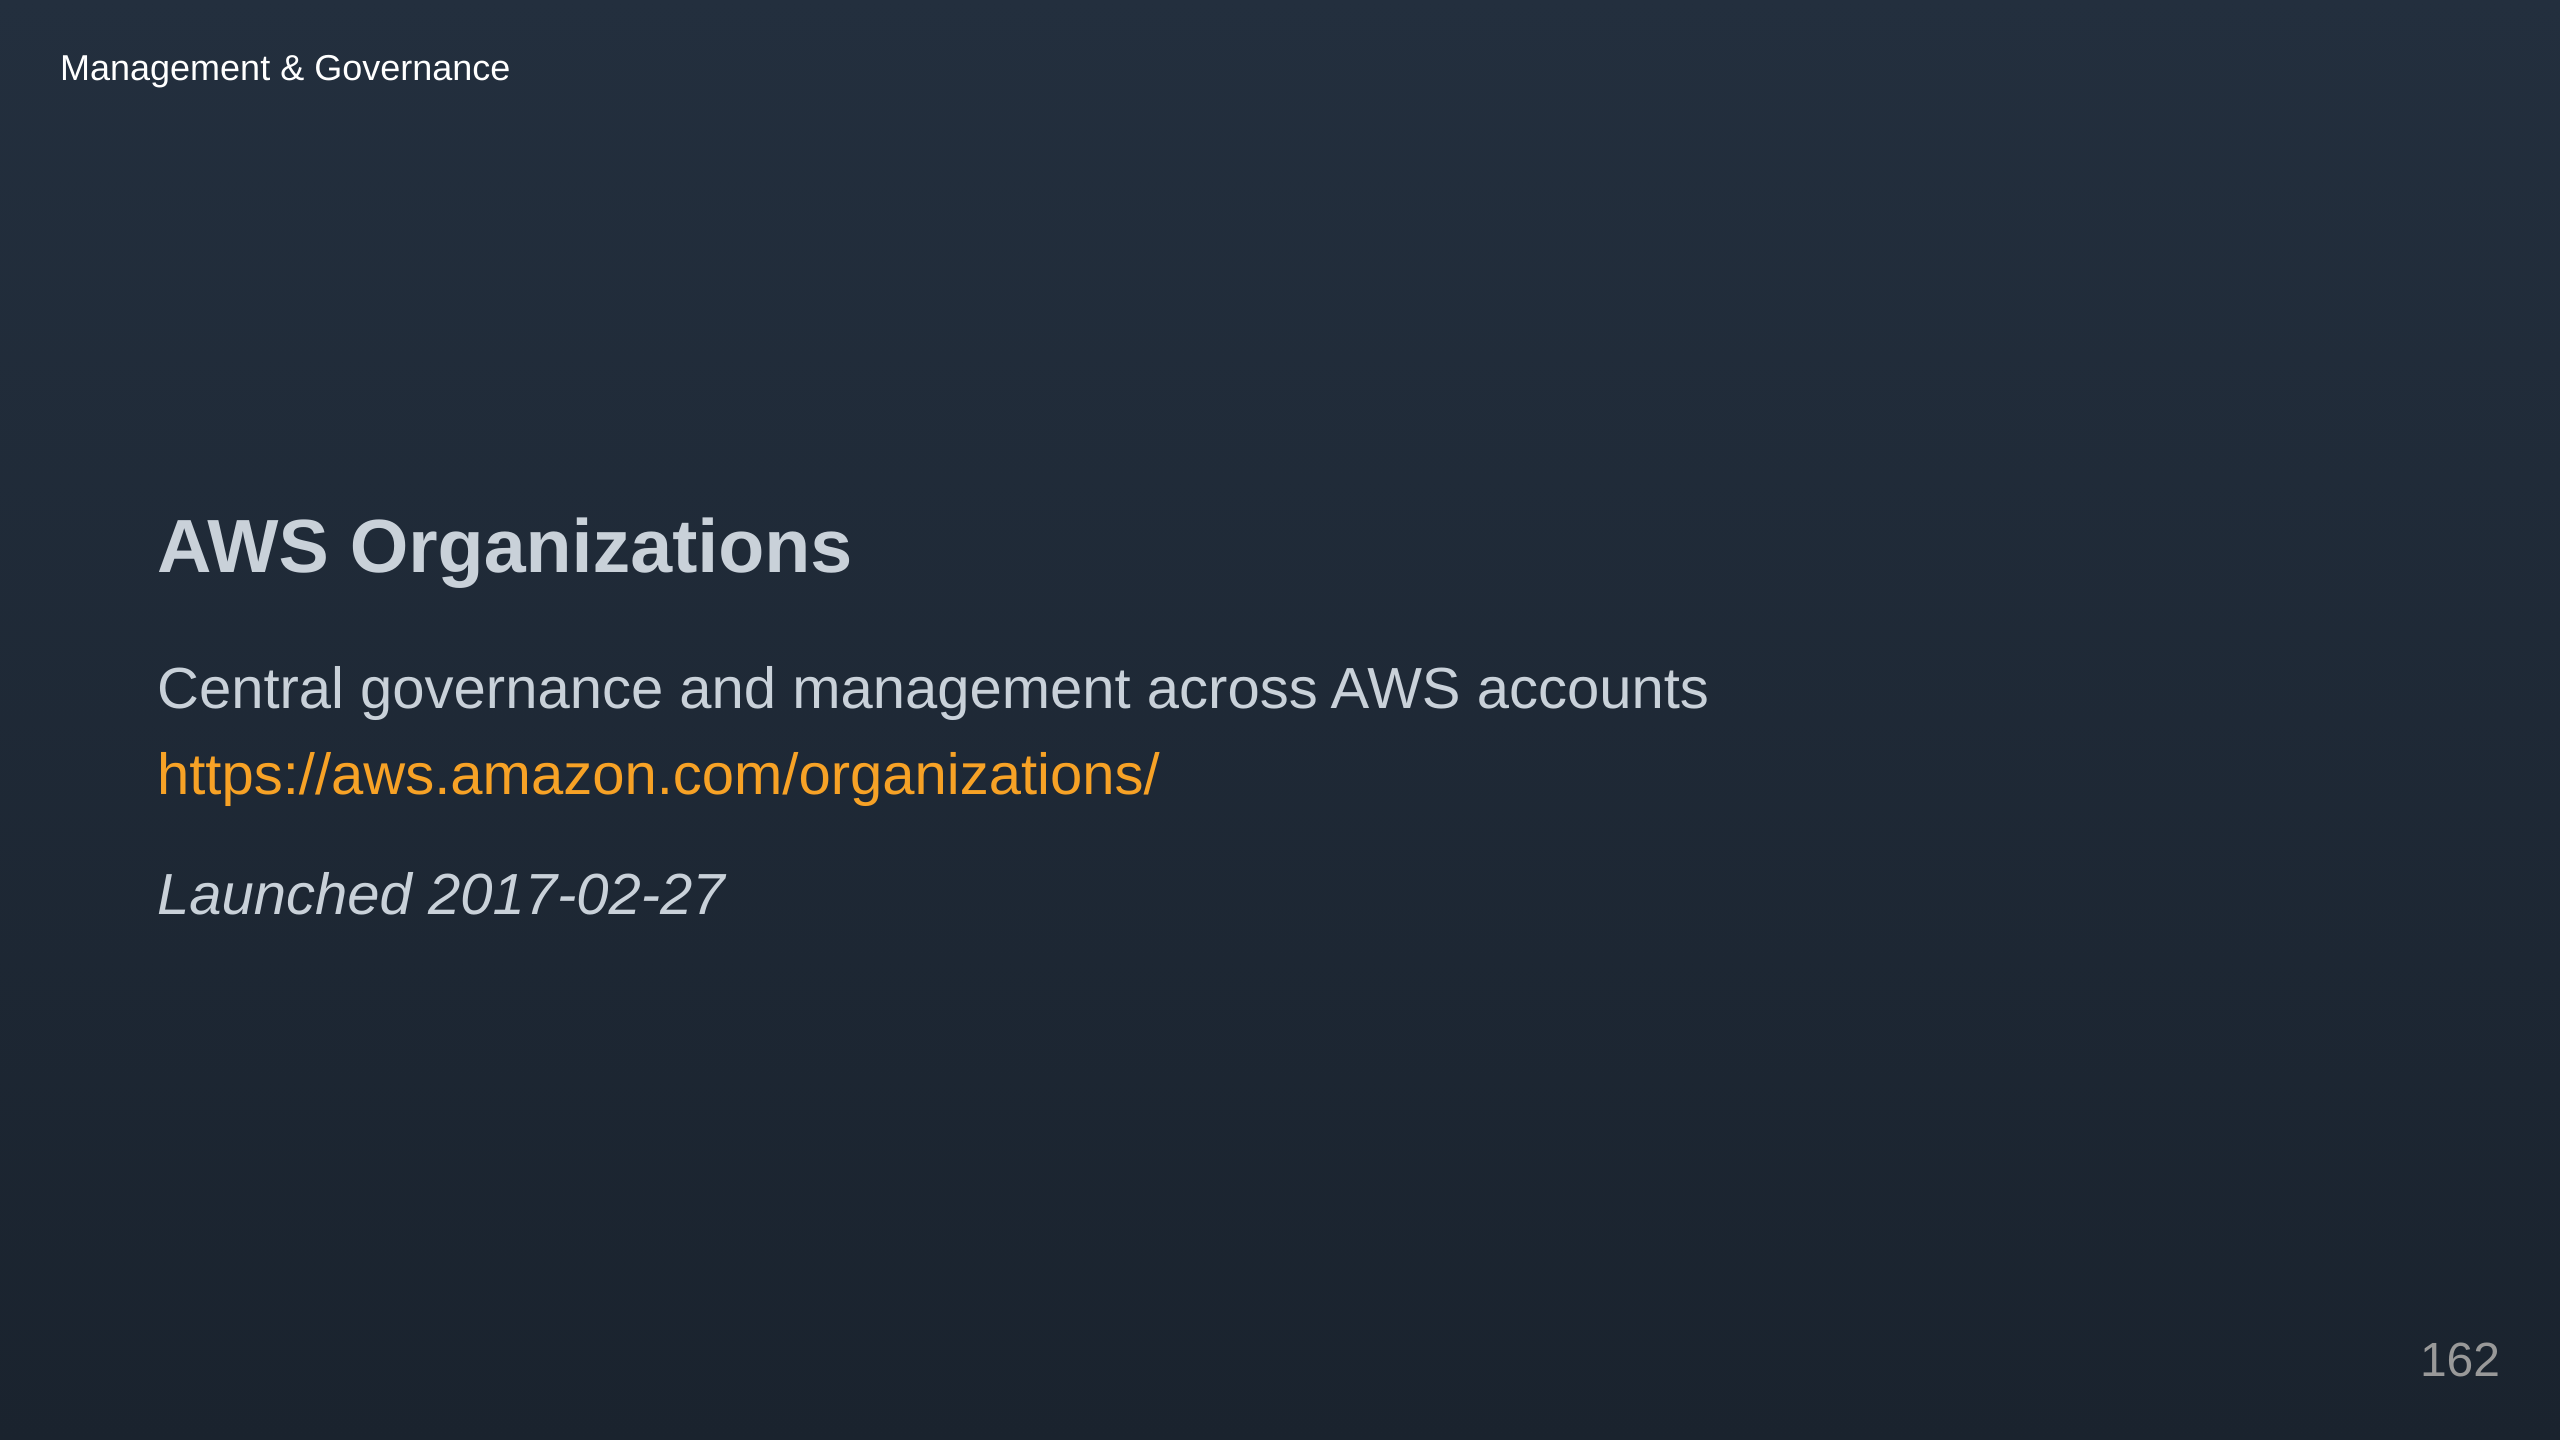 Management & Governance
AWS Organizations
Central governance and management across AWS accounts
https://aws.amazon.com/organizations/
Launched 2017-02-27
162